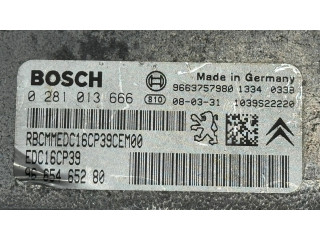 BOSCH
Made in Germany
9663757980 1334 0338
0 281 013 666 810 08-03-31 1039S22220
RBCMMEDC16CP39CEM00
EDC16CP39
96 654 652 80